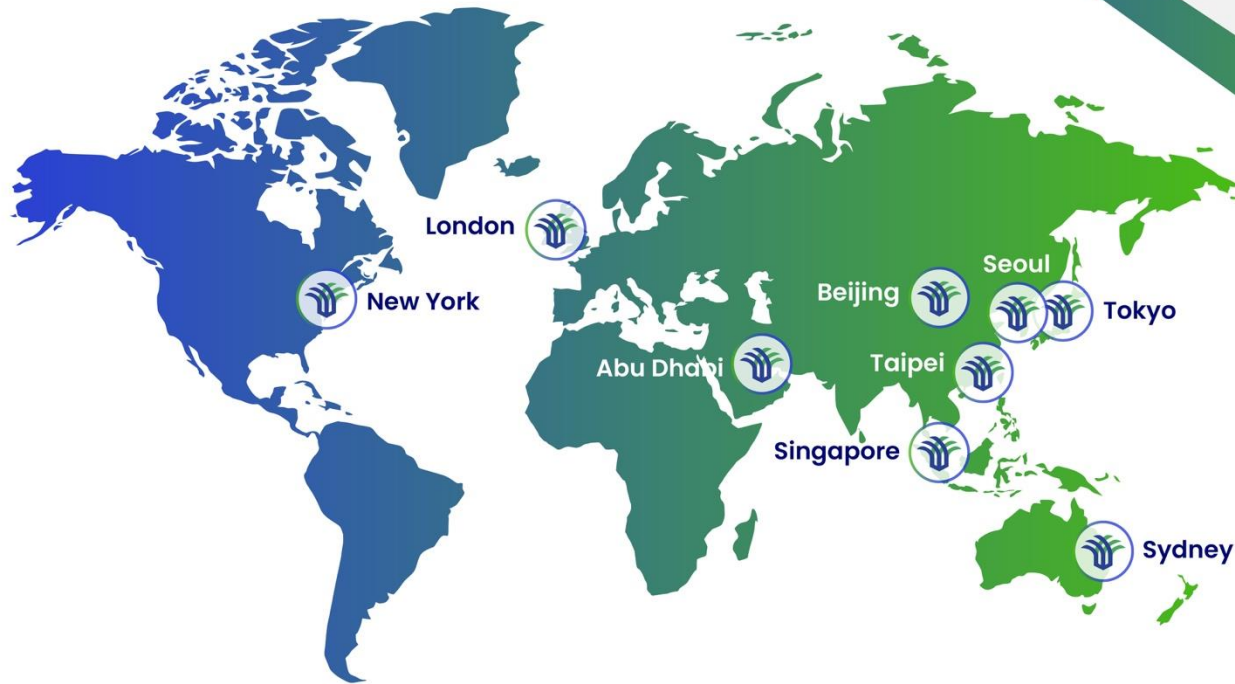 London
Seoul
Beijing
New York
Tokyo
Abu Dhabi
Taipei
Singapore
Sydney